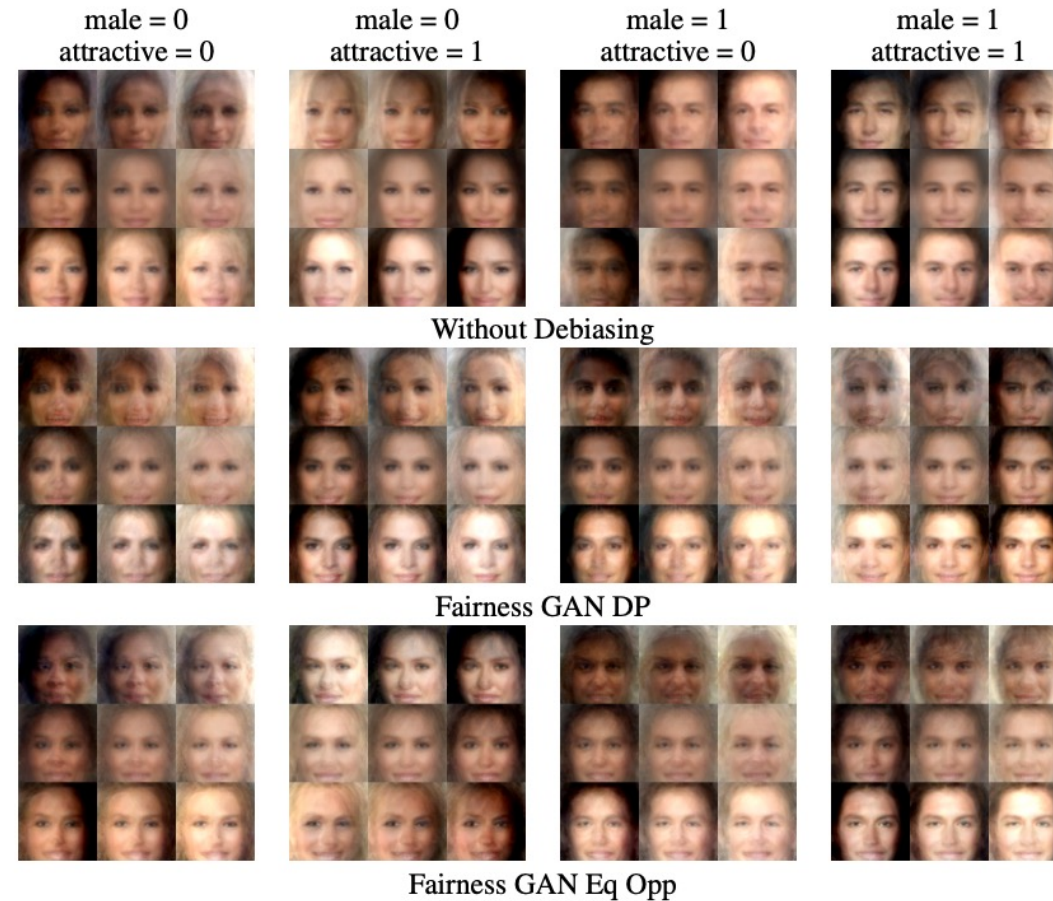 male = 0
attractive = 0
male = 0
attractive = 1
male = 1
attractive = 0
male = 1
attractive = 1
Without Debiasing
Fairness GAN DP
Fairness GAN Eq Opp